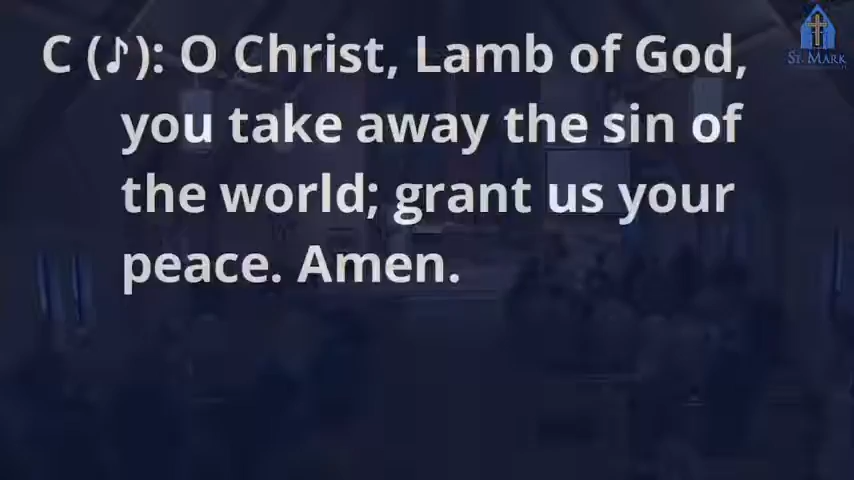 C (♪): O Christ, Lamb of God,
you take away the sin of
the world; grant us your
peace. Amen.
St. Mark